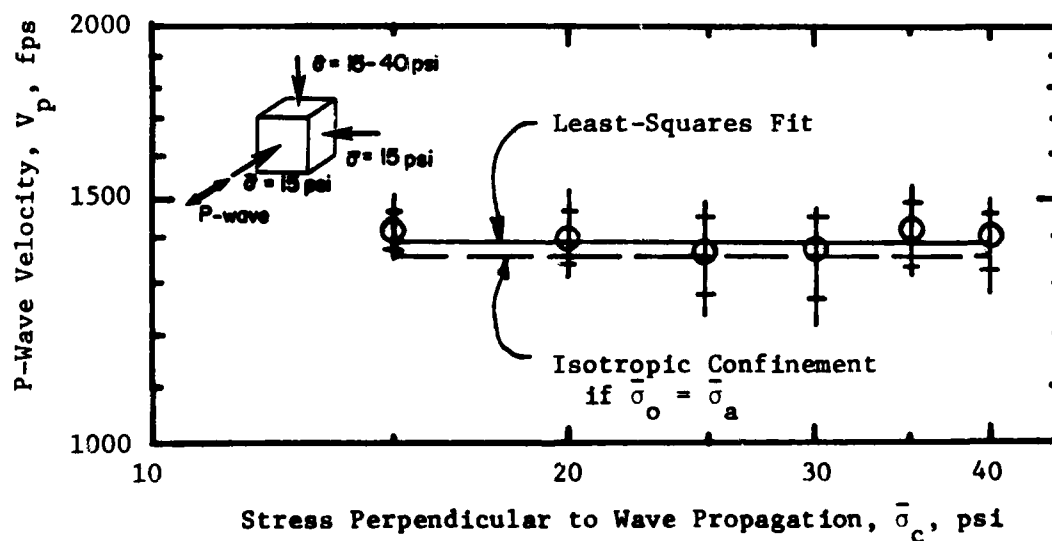 2000
1500
1000
P-Wave Velocity, V_p, fps
σ̄ = 15-40 psi
σ̄ = 15 psi
σ̄ = 15 psi
P-wave
Least-Squares Fit
Isotropic Confinement
if σ̄_o = σ̄_a
10
20
30
40
Stress Perpendicular to Wave Propagation, σ̄_c, psi